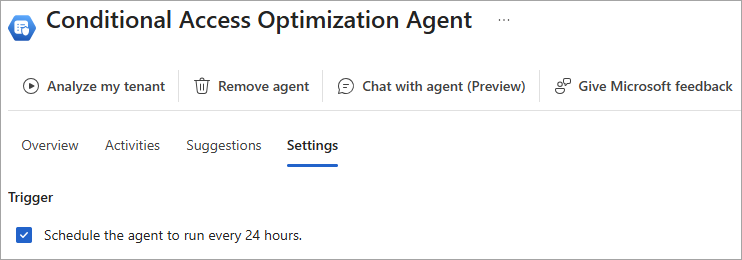 Conditional Access Optimization Agent ...
Analyze my tenant Remove agent Chat with agent (Preview) Give Microsoft feedback
Overview Activities Suggestions Settings
Trigger
Schedule the agent to run every 24 hours.